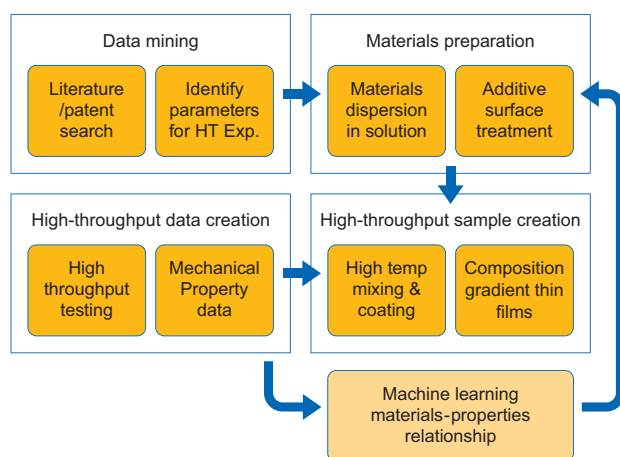 Data mining
Literature
/patent
search
Identify
parameters
for HT Exp.
Materials preparation
Materials
dispersion
in solution
Additive
surface
treatment
High-throughput data creation
High
throughput
testing
Mechanical
Property
data
High-throughput sample creation
High temp
mixing &
coating
Composition
gradient thin
films
Machine learning
materials-properties
relationship